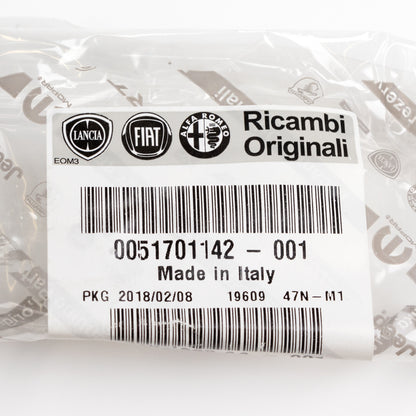 LANCIA FIAT ALFA ROMEO Ricambi
Originali
EOM3
0051701142 - 001
Made in Italy
PKG 2018/02/08 19609 47N-M1